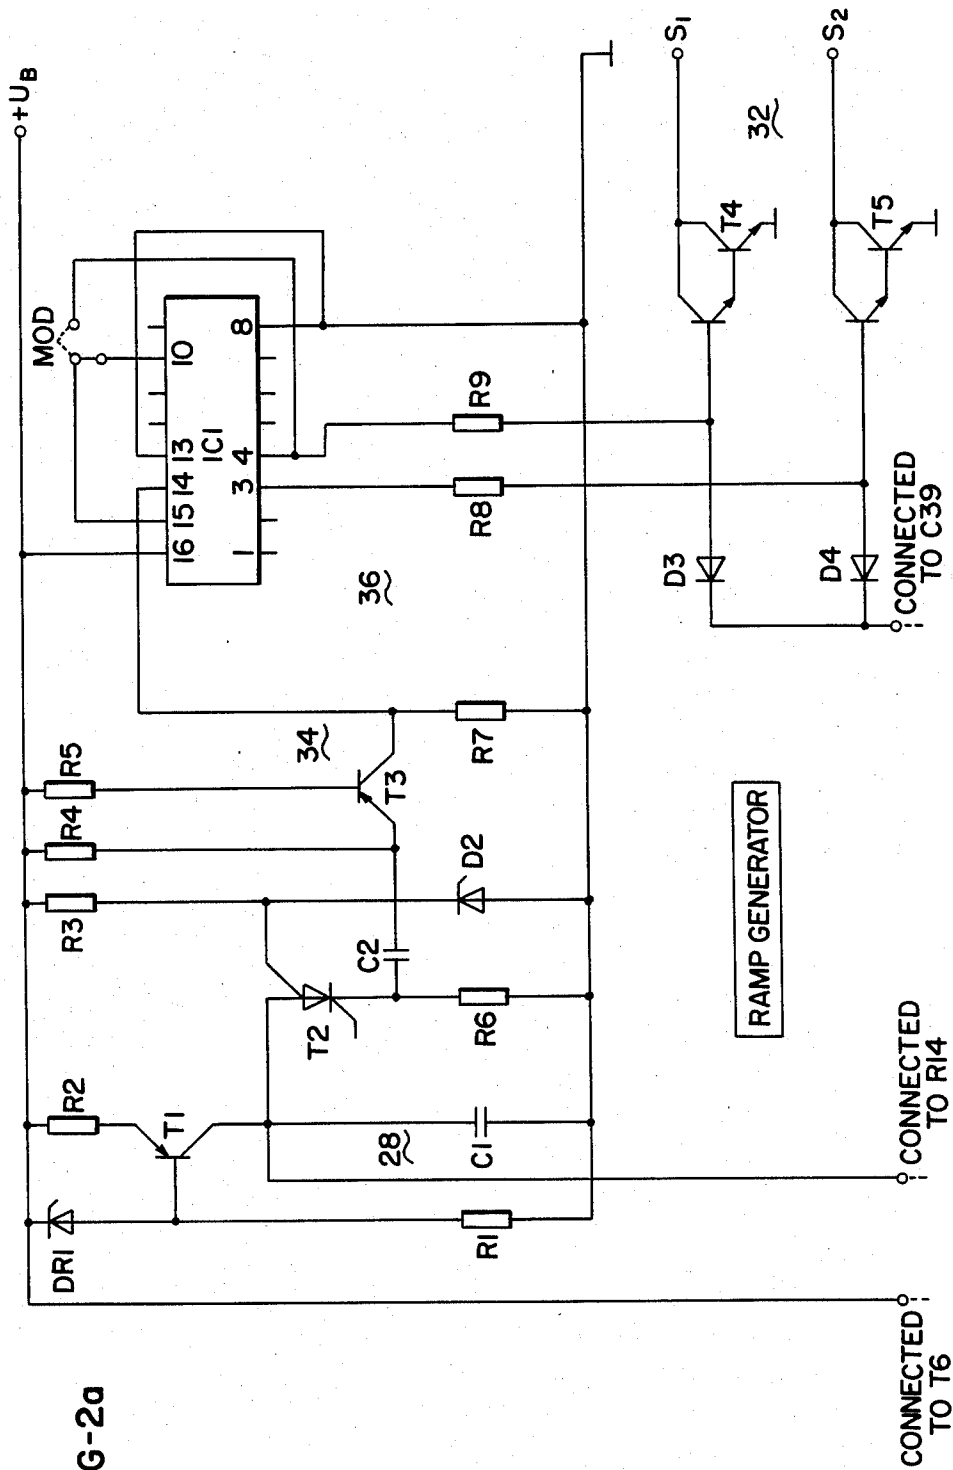 G-2a
+UB
MOD
S1
S2
32
T4
T5
16 15 14 13 10
IC1
1 3 4 8
R9
R8
D3
D4
CONNECTED
TO C39
36
34
R5
R4
R3
T3
R7
D2
C2
T2
R6
R2
T1
28
C1
DR1
R1
RAMP GENERATOR
CONNECTED
TO R14
CONNECTED
TO T6